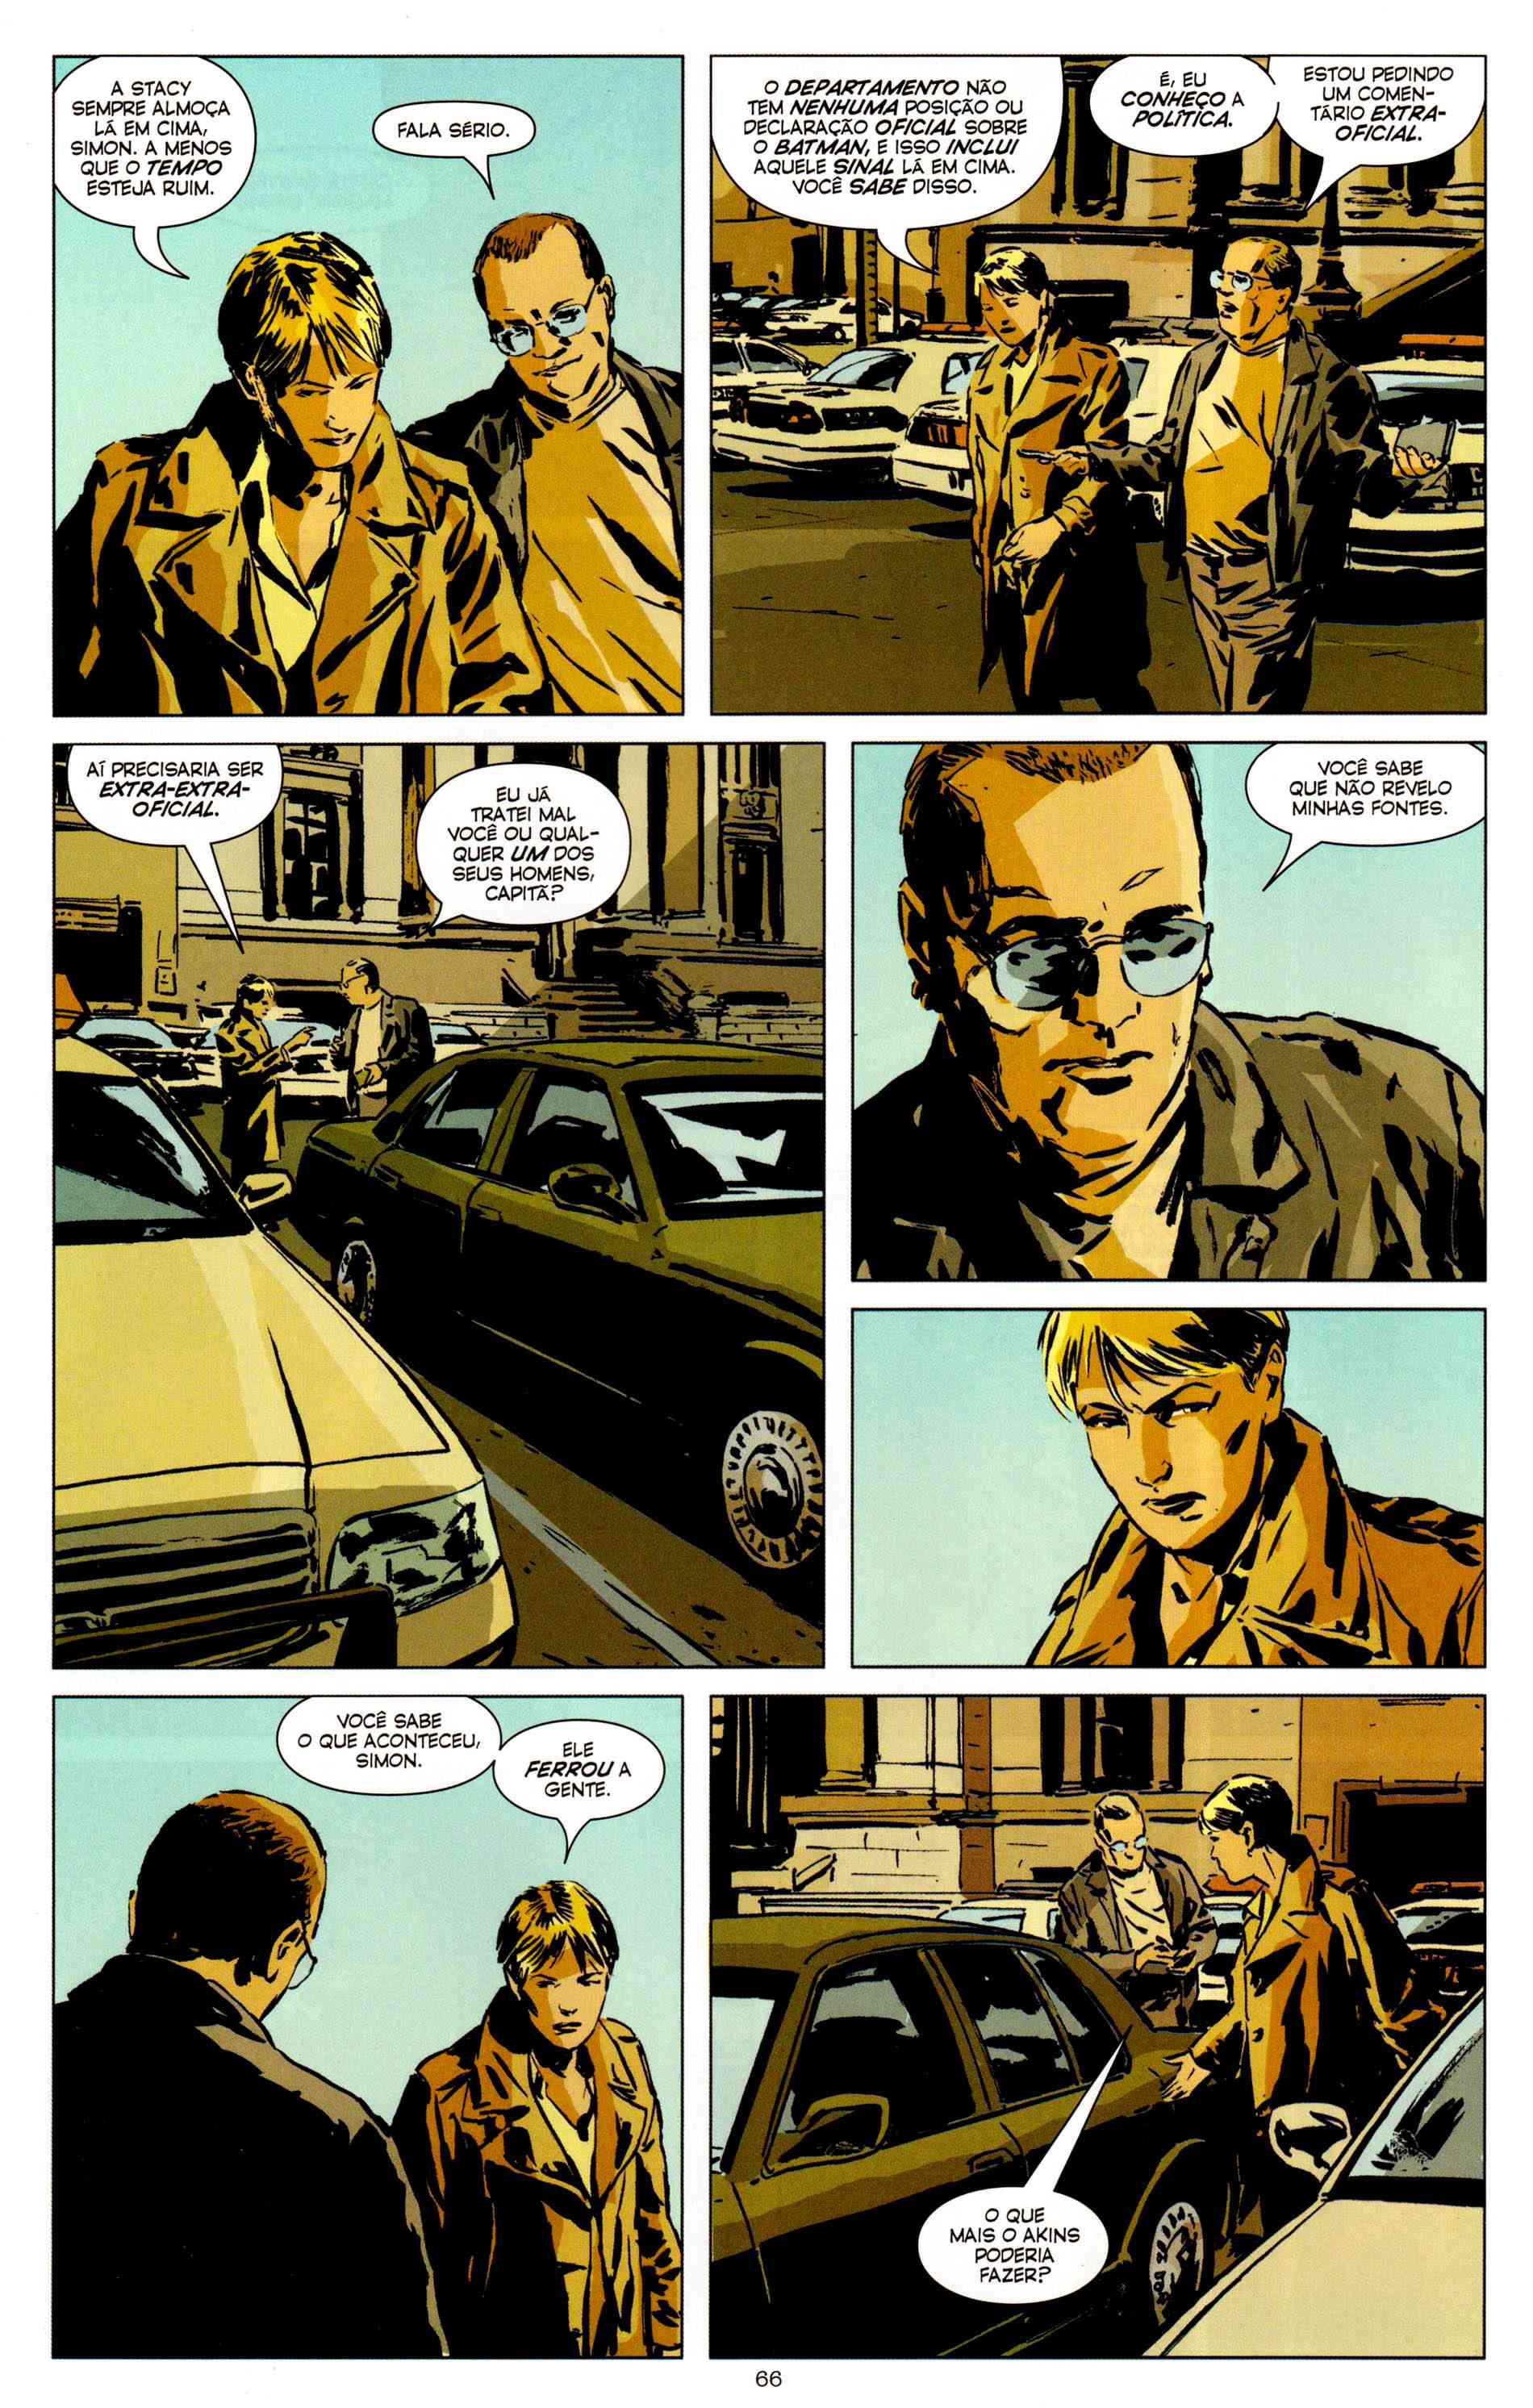 A STACY
SEMPRE ALMOÇA
LÁ EM CIMA,
SIMON. A MENOS
QUE O TEMPO
ESTEJA RUIM.
FALA SÉRIO.
O DEPARTAMENTO NÃO
TEM NENHUMA POSIÇÃO OU
DECLARAÇÃO OFICIAL SOBRE
O BATMAN, E ISSO INCLUI
AQUELE SINAL LÁ EM CIMA.
VOCÊ SABE DISSO.
É, EU
CONHEÇO A
POLÍTICA.
ESTOU PEDINDO
UM COMEN-
TÁRIO EXTRA-
OFICIAL.
AÍ PRECISARIA SER
EXTRA-EXTRA-
OFICIAL.
EU JÁ
TRATEI MAL
VOCÊ OU QUAL-
QUER UM DOS
SEUS HOMENS,
CAPITÃ?
VOCÊ SABE
QUE NÃO REVELO
MINHAS FONTES.
VOCÊ SABE
O QUE ACONTECEU,
SIMON.
ELE
FERROU A
GENTE.
O QUE
MAIS O AKINS
PODERIA
FAZER?
66